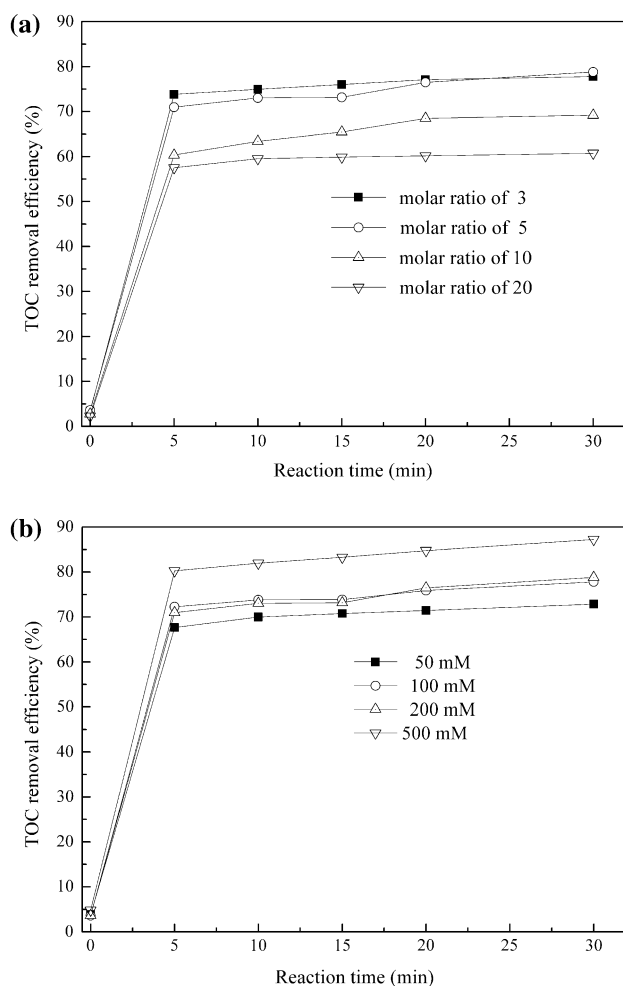 (a)
90
80
70
60
50
40
30
20
10
0
TOC removal efficiency (%)
molar ratio of 3
molar ratio of 5
molar ratio of 10
molar ratio of 20
0 5 10 15 20 25 30
Reaction time (min)
(b)
90
80
70
60
50
40
30
20
10
0
TOC removal efficiency (%)
50 mM
100 mM
200 mM
500 mM
0 5 10 15 20 25 30
Reaction time (min)